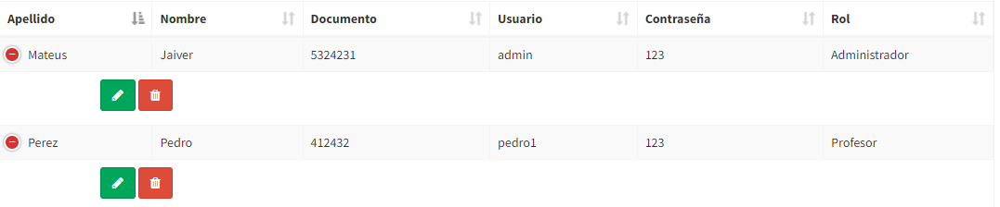 Apellido Nombre Documento Usuario Contraseña Rol
Mateus Jaiver 5324231 admin 123 Administrador
Perez Pedro 412432 pedro1 123 Profesor